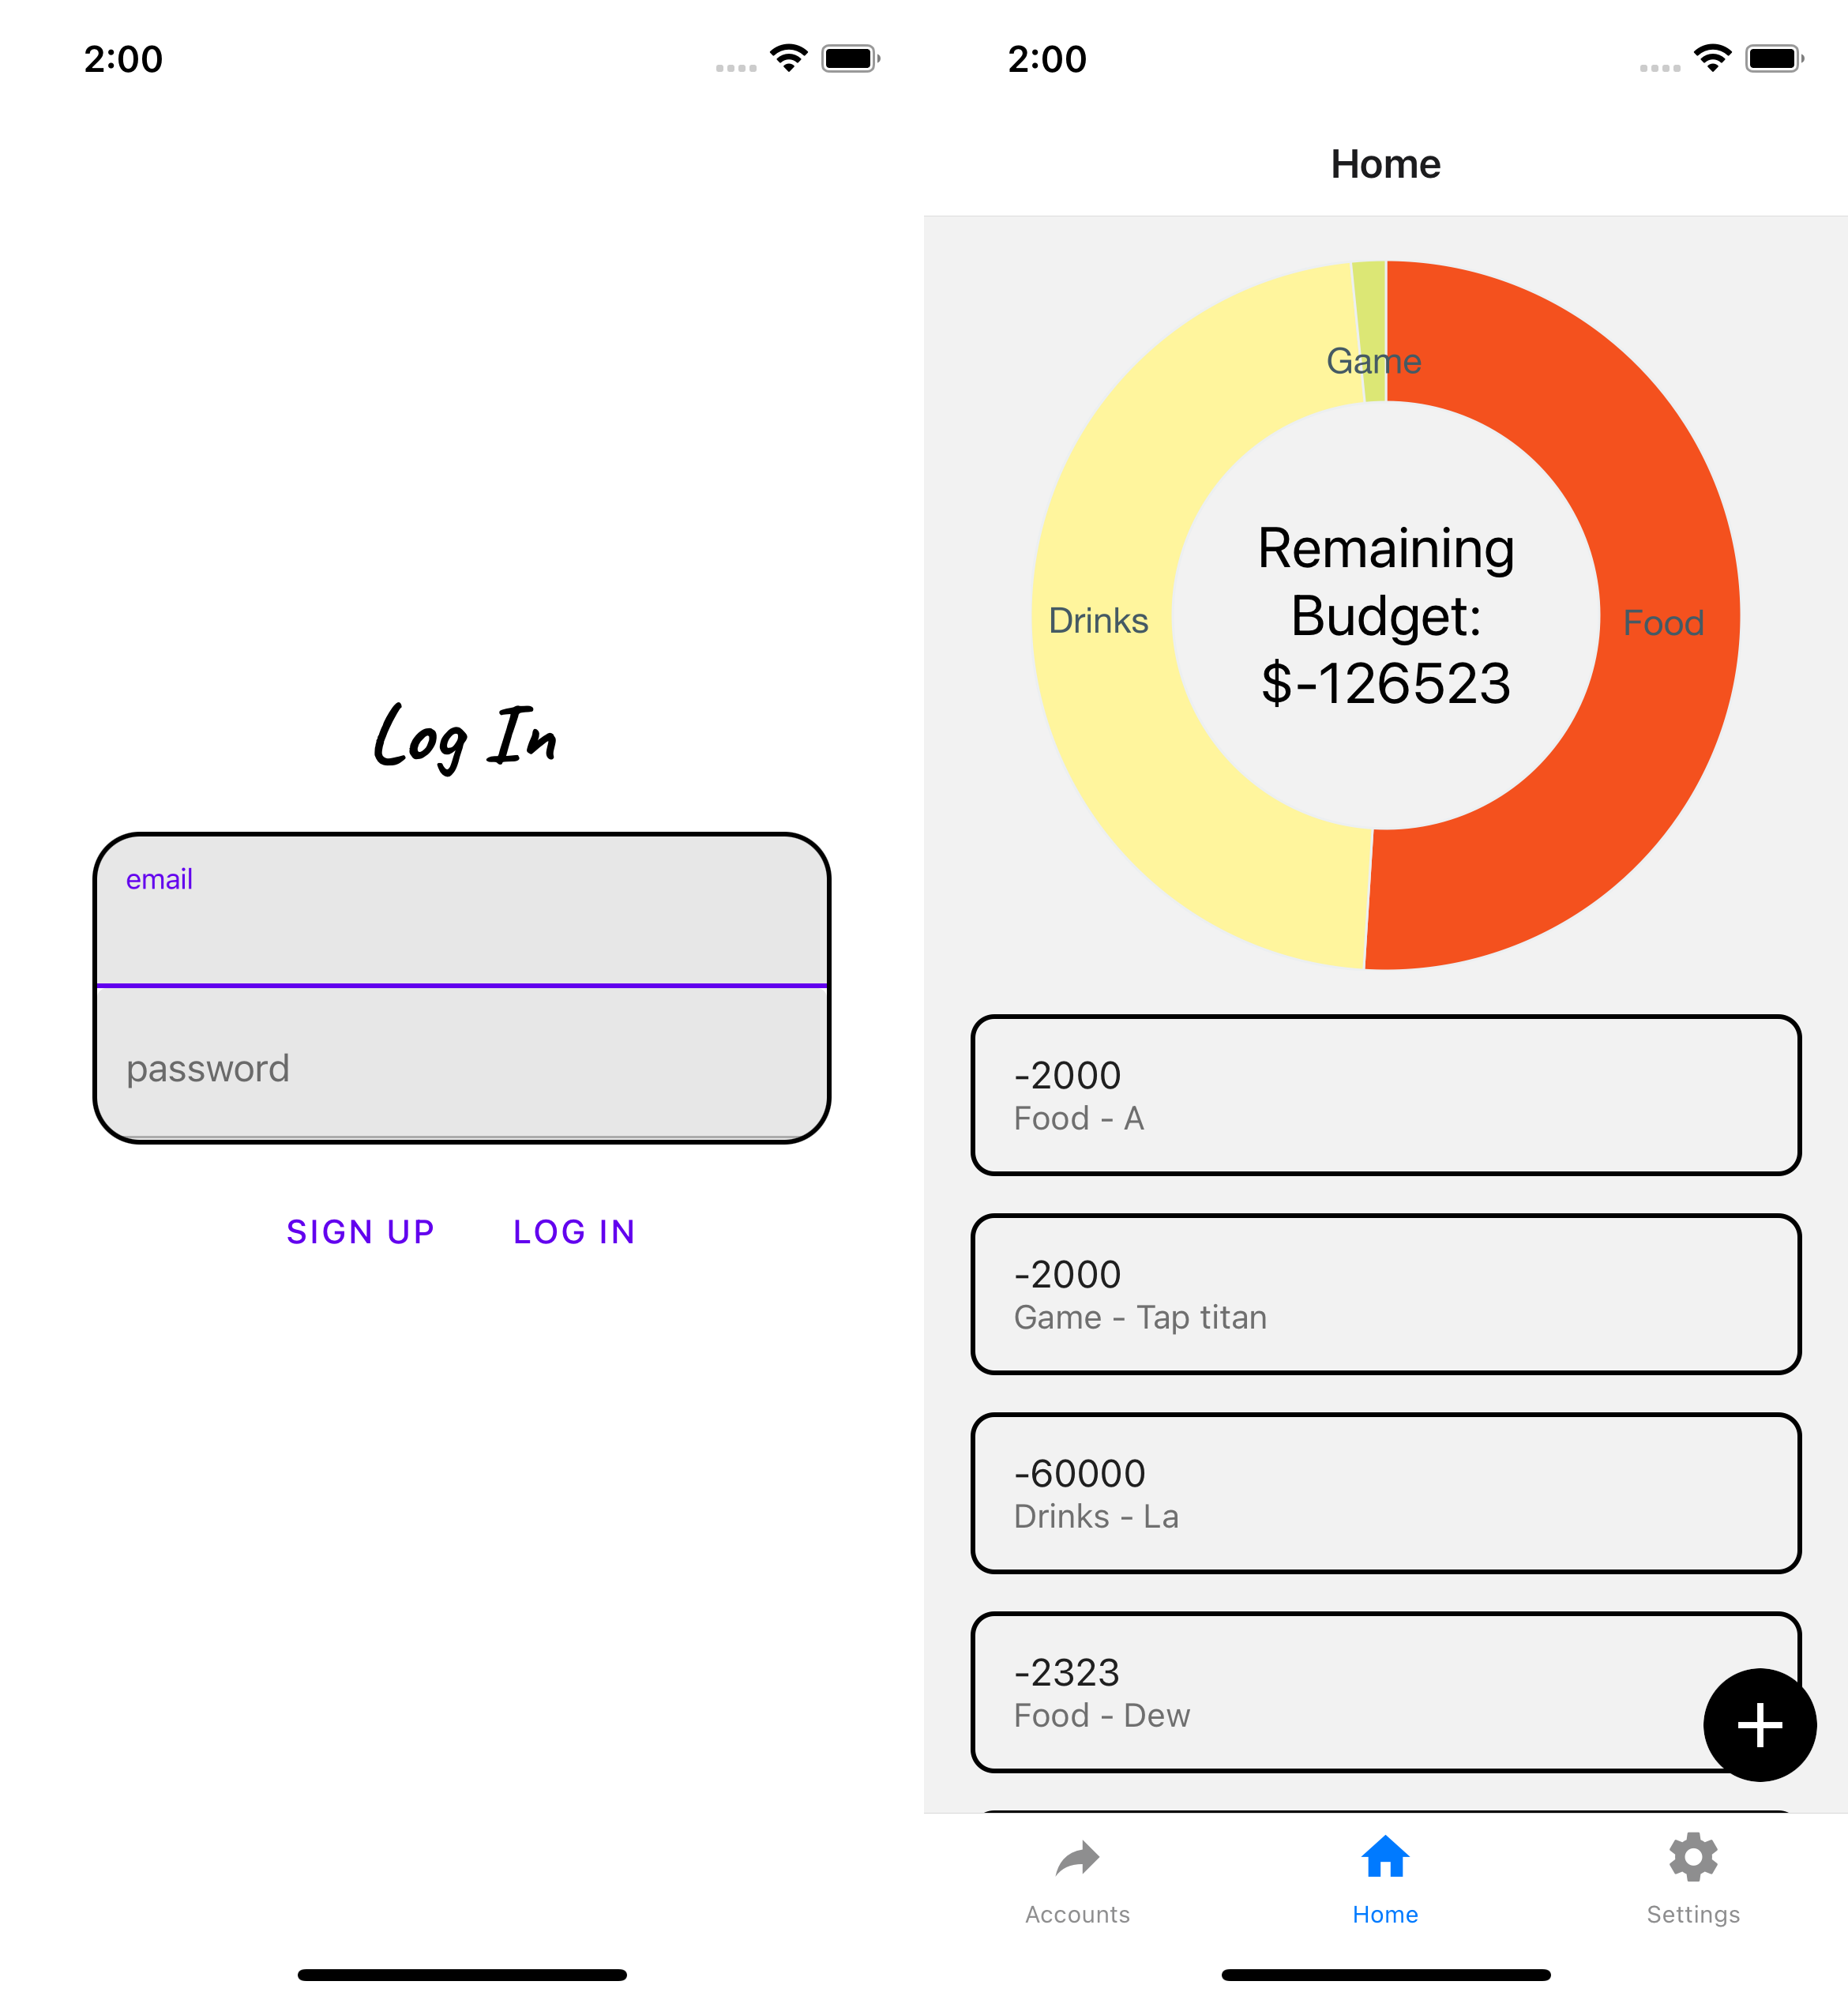 2:00
Log In
email
password
SIGN UP LOG IN
2:00
Home
Game
Drinks
Food
Remaining
Budget:
$-126523
-2000
Food - A
-2000
Game - Tap titan
-60000
Drinks - La
-2323
Food - Dew
Accounts Home Settings